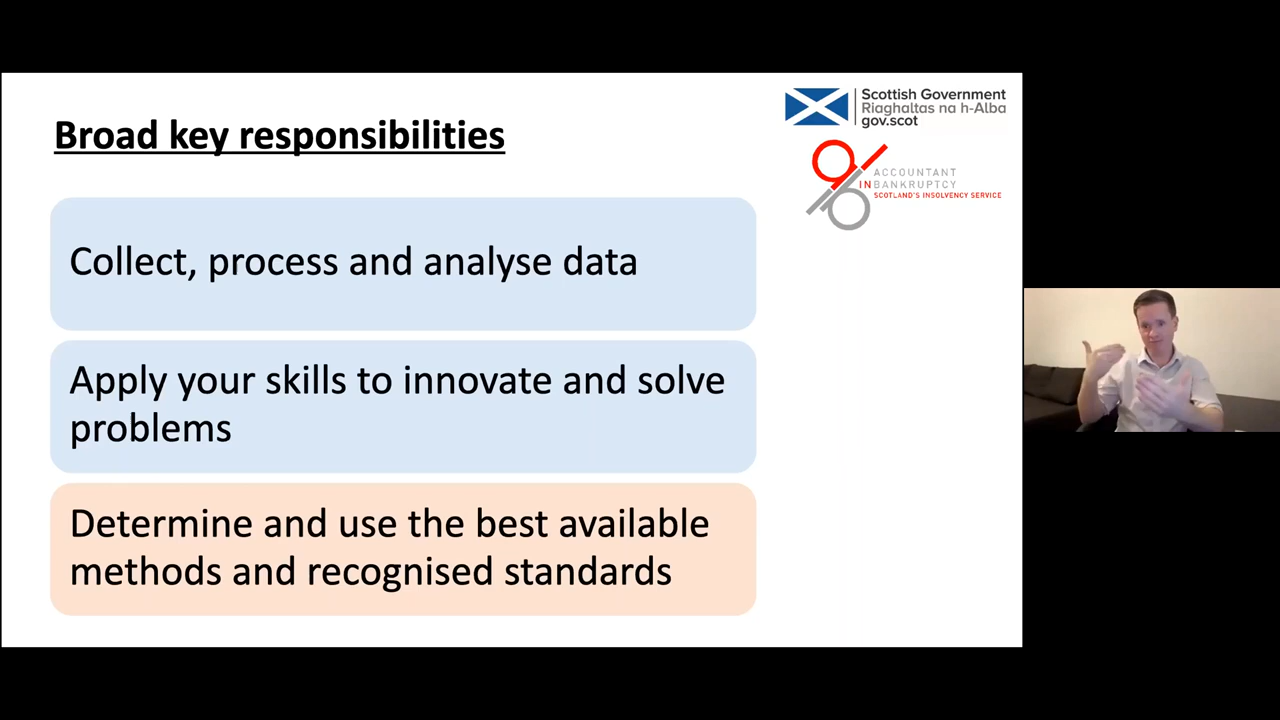 Broad key responsibilities
Scottish Government
Riaghaltas na h-Alba
gov.scot
ACCOUNTANT
IN BANKRUPTCY
SCOTLAND'S INSOLVENCY SERVICE
Collect, process and analyse data
Apply your skills to innovate and solve
problems
Determine and use the best available
methods and recognised standards